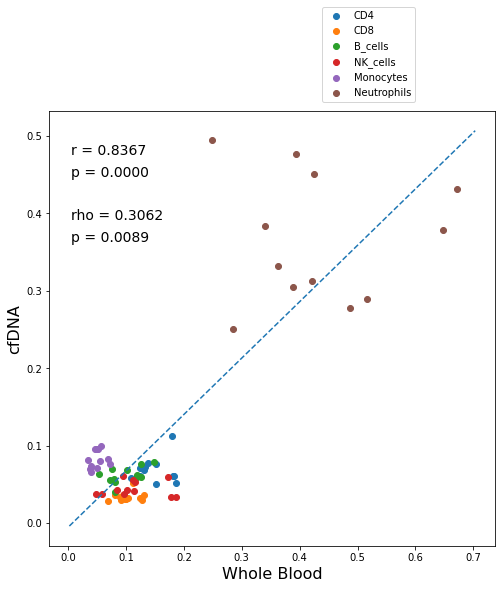 CD4
CD8
B_cells
NK_cells
Monocytes
Neutrophils
r = 0.8367
p = 0.0000
rho = 0.3062
p = 0.0089
cfDNA
0.5
0.4
0.3
0.2
0.1
0.0
0.0 0.1 0.2 0.3 0.4 0.5 0.6 0.7
Whole Blood